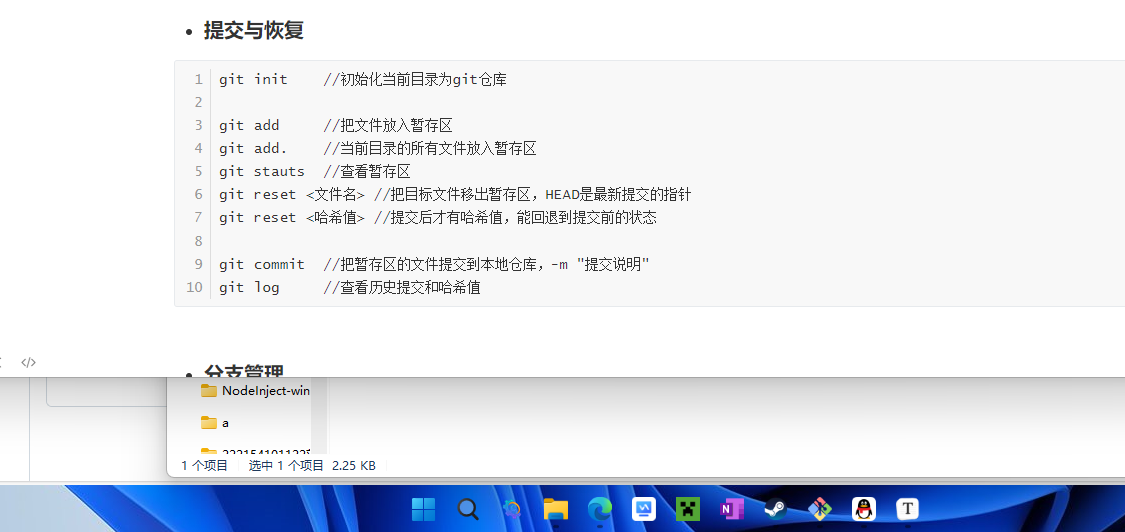 提交与恢复
1 git init //初始化当前目录为git仓库
2
3 git add //把文件放入暂存区
4 git add. //当前目录的所有文件放入暂存区
5 git stauts //查看暂存区
6 git reset <文件名> //把目标文件移出暂存区，HEAD是最新提交的指针
7 git reset <哈希值> //提交后才有哈希值，能回退到提交前的状态
8
9 git commit //把暂存区的文件提交到本地仓库，-m "提交说明"
10 git log //查看历史提交和哈希值
</>
分支管理
NodeInject-win
a
1 个项目 选中 1 个项目 2.25 KB
N T